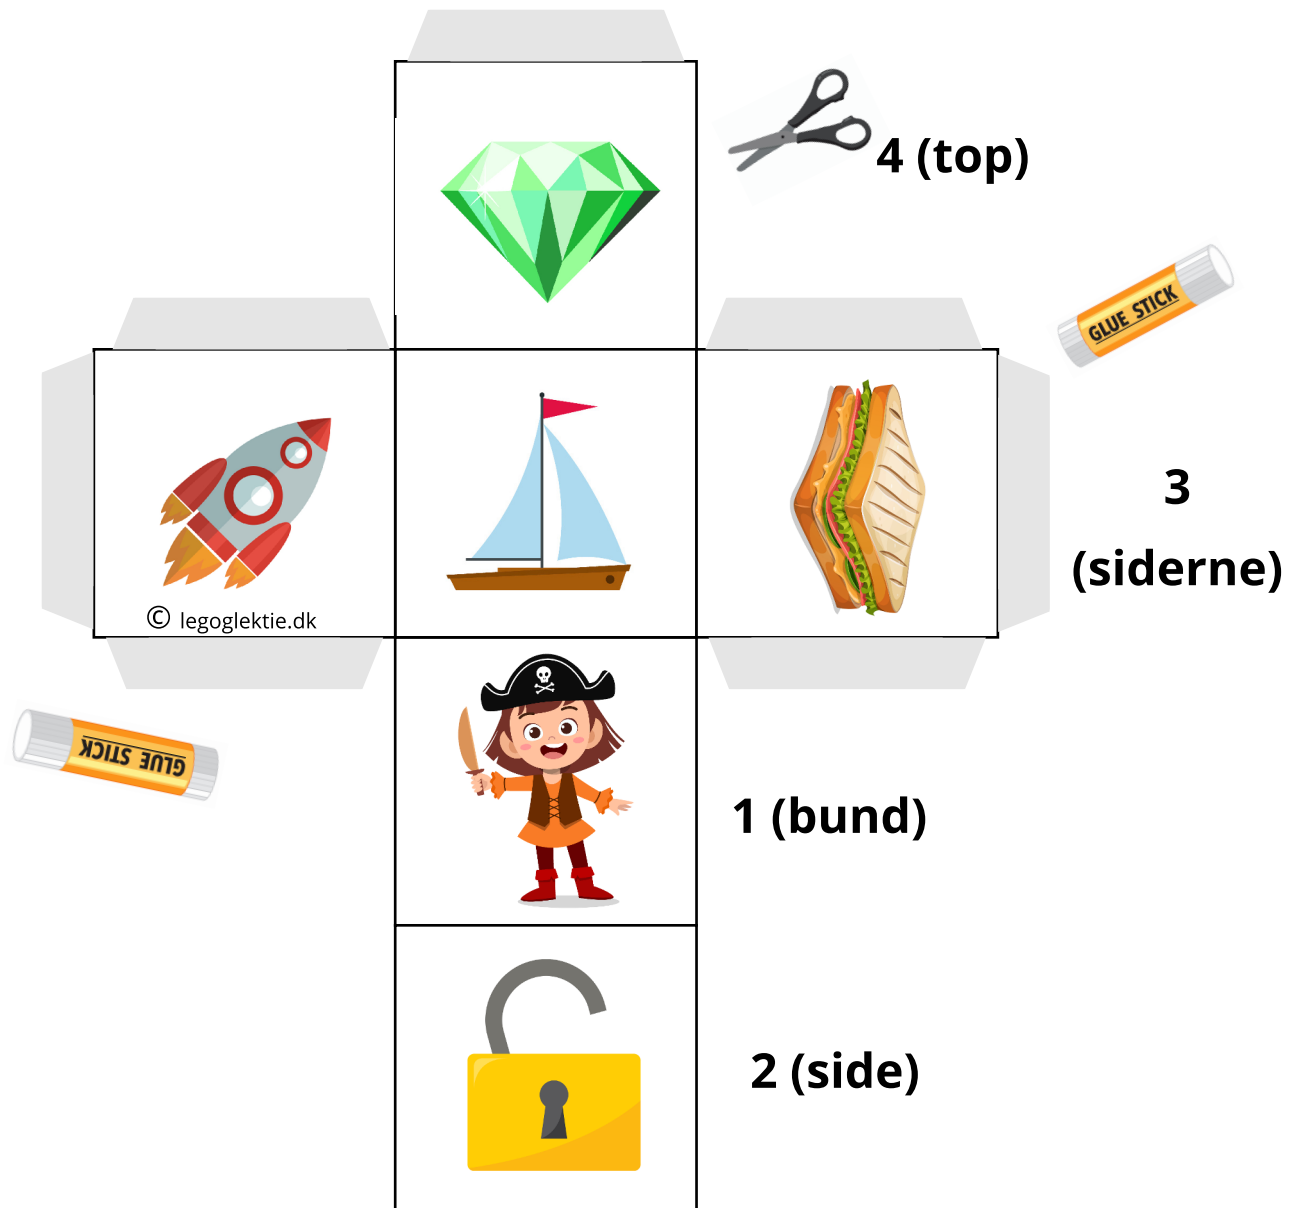 4 (top)
GLUE STICK
3
(siderne)
© legoglektie.dk
GLUE STICK
1 (bund)
2 (side)